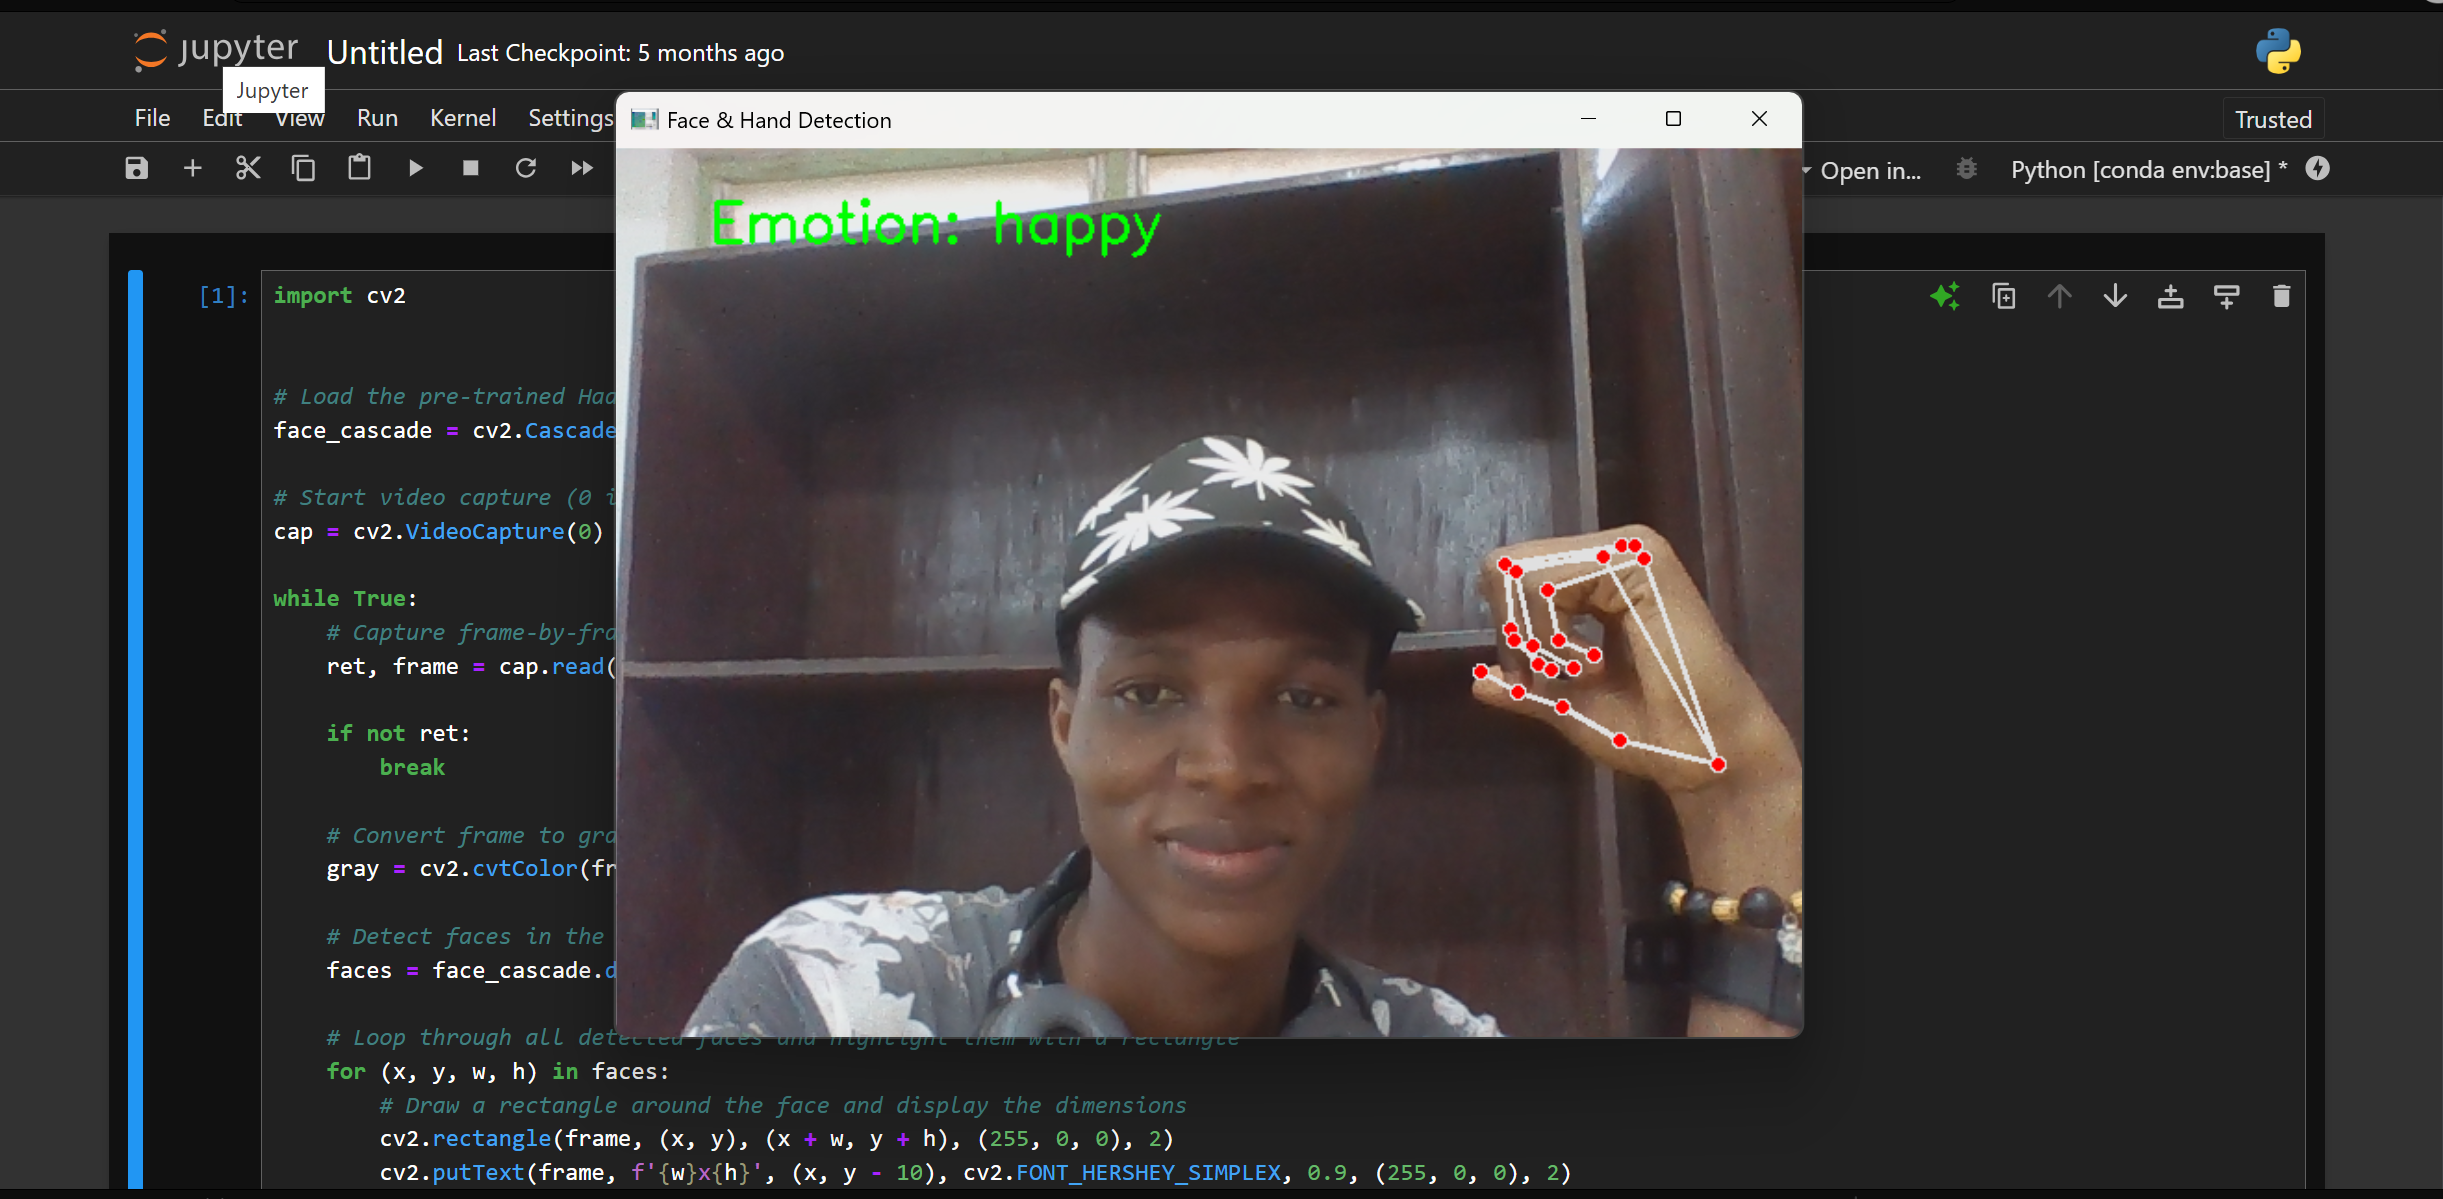 jupyter Untitled Last Checkpoint: 5 months ago
Jupyter
File Edit View Run Kernel Settings
Trusted
Face & Hand Detection
Open in...
Python [conda env:base] *
Emotion: happy
[1]:
import cv2
# Load the pre-trained
face_cascade = cv2.Cascade
# Start video capture (0
cap = cv2.VideoCapture(0)
while True:
# Capture frame-by-fra
ret, frame = cap.read(
if not ret:
break
# Convert frame to gra
gray = cv2.cvtColor(fr
# Detect faces in the
faces = face_cascade.d
# Loop through all detected faces and highlight them with a rectangle
for (x, y, w, h) in faces:
# Draw a rectangle around the face and display the dimensions
cv2.rectangle(frame, (x, y), (x + w, y + h), (255, 0, 0), 2)
cv2.putText(frame, f'{w}x{h}', (x, y - 10), cv2.FONT_HERSHEY_SIMPLEX, 0.9, (255, 0, 0), 2)